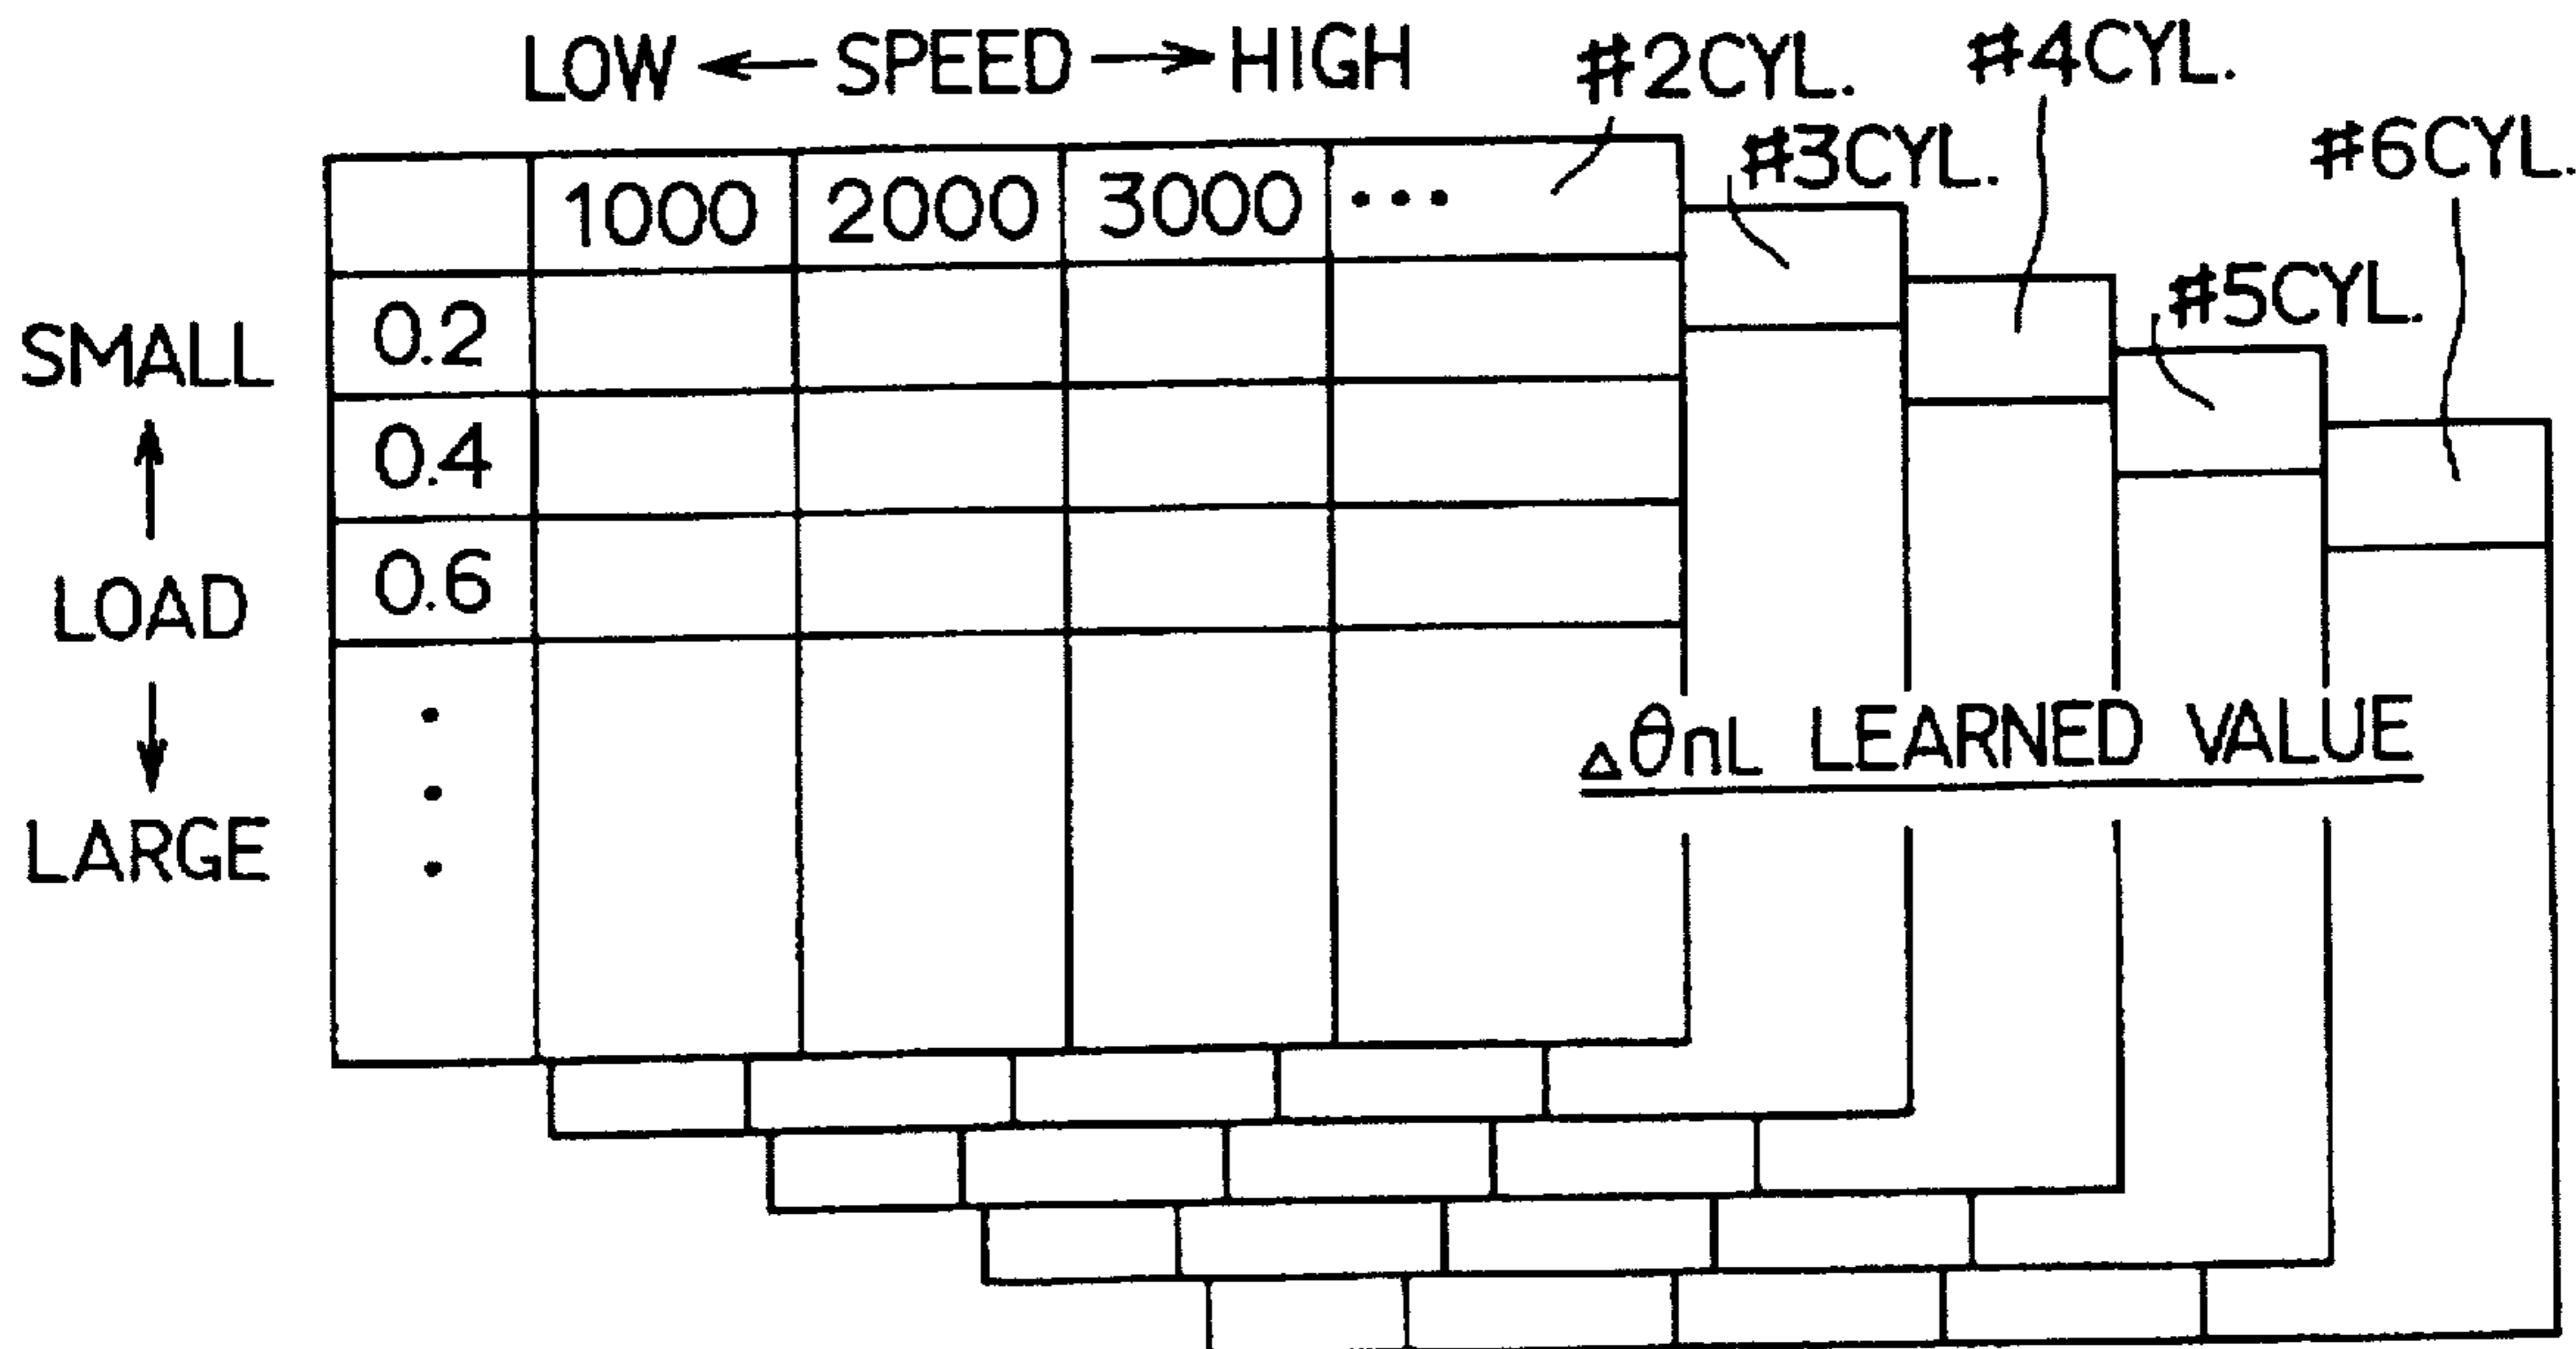 LOW ← SPEED → HIGH
#2CYL.
#4CYL.
#3CYL.
#6CYL.
#5CYL.
1000 2000 3000 ...
SMALL
↑
LOAD
↓
LARGE
0.2
0.4
0.6
ΔθnL LEARNED VALUE